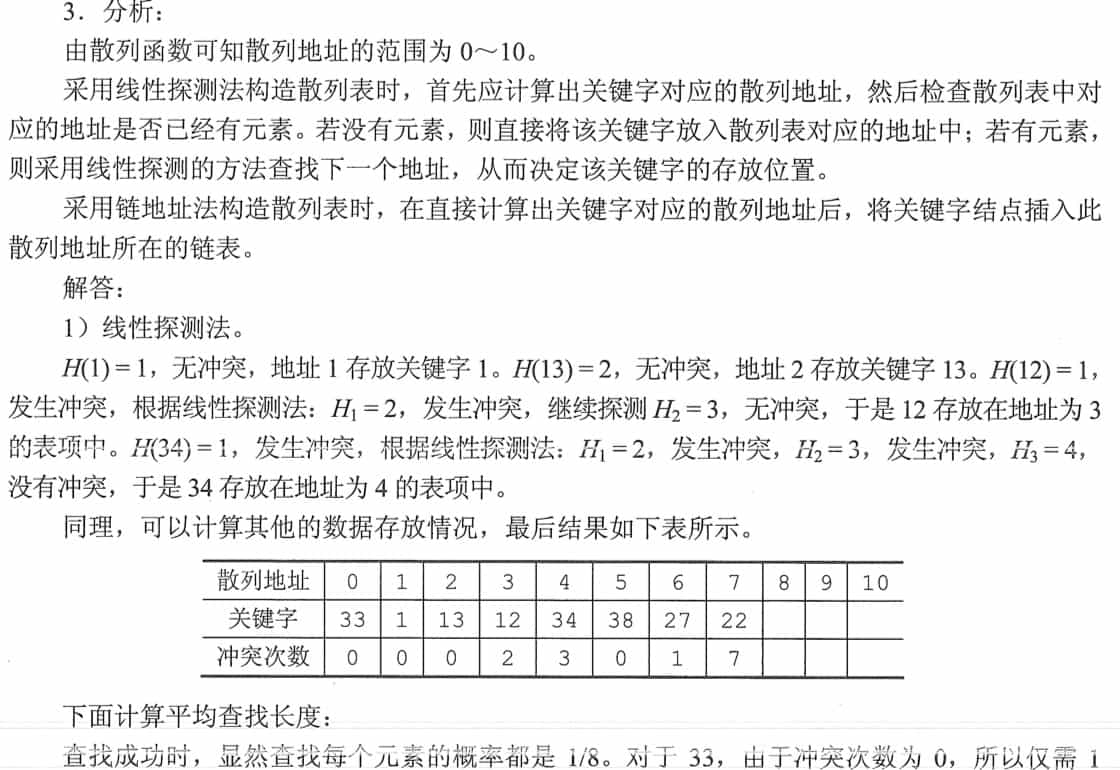 3．分析：
由散列函数可知散列地址的范围为 0～10。
采用线性探测法构造散列表时，首先应计算出关键字对应的散列地址，然后检查散列表中对
应的地址是否已经有元素。若没有元素，则直接将该关键字放入散列表对应的地址中；若有元素，
则采用线性探测的方法查找下一个地址，从而决定该关键字的存放位置。
采用链地址法构造散列表时，在直接计算出关键字对应的散列地址后，将关键字结点插入此
散列地址所在的链表。
解答：
1）线性探测法。
H(1) = 1，无冲突，地址 1 存放关键字 1。H(13) = 2，无冲突，地址 2 存放关键字 13。H(12) = 1，
发生冲突，根据线性探测法：H₁ = 2，发生冲突，继续探测 H₂ = 3，无冲突，于是 12 存放在地址为 3
的表项中。H(34) = 1，发生冲突，根据线性探测法：H₁ = 2，发生冲突，H₂ = 3，发生冲突，H₃ = 4，
没有冲突，于是 34 存放在地址为 4 的表项中。
同理，可以计算其他的数据存放情况，最后结果如下表所示。
散列地址 0 1 2 3 4 5 6 7 8 9 10
关键字 33 1 13 12 34 38 27 22
冲突次数 0 0 0 2 3 0 1 7
下面计算平均查找长度：
查找成功时，显然查找每个元素的概率都是 1/8。对于 33，由于冲突次数为 0，所以仅需 1